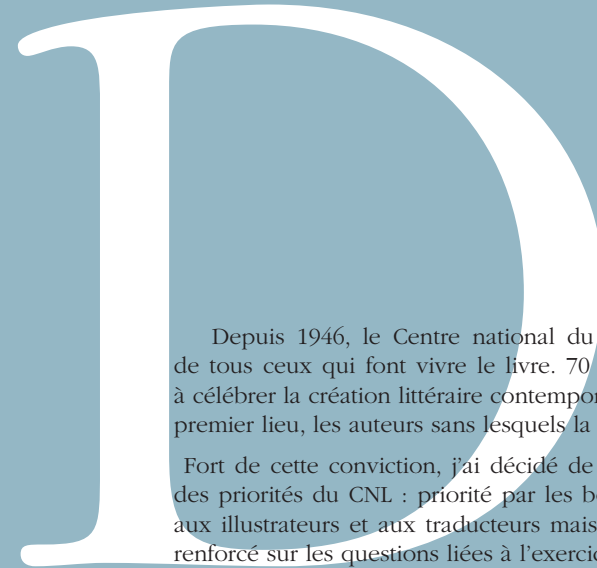 D
Depuis 1946, le Centre national du
de tous ceux qui font vivre le livre. 70
à célébrer la création littéraire
premier lieu, les auteurs sans lesquels la
Fort de cette conviction, j'ai décidé de
des priorités du CNL : priorité par les
aux illustrateurs et aux traducteurs mais
renforcé sur les questions liées à